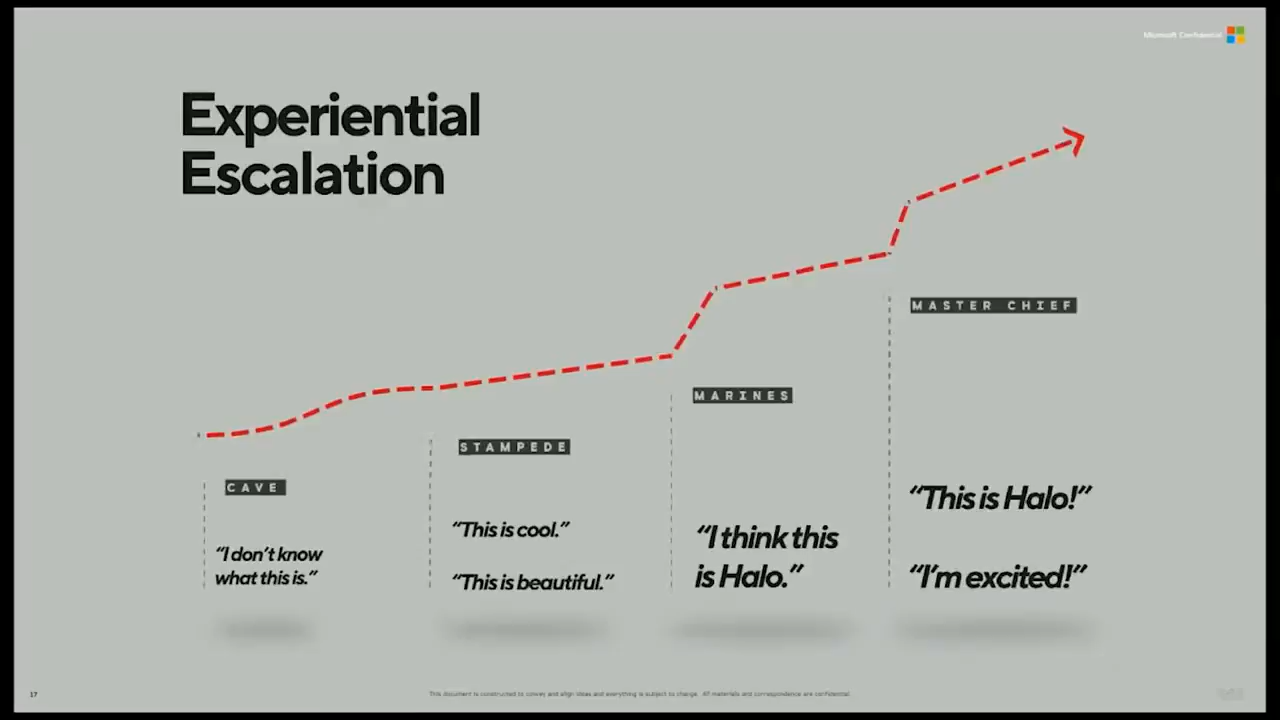 Microsoft Confidential
Experiential
Escalation
MASTER CHIEF
MARINES
STAMPEDE
CAVE
"This is Halo!"
"This is cool."
"I think this
is Halo."
"I don't know
what this is."
"This is beautiful."
"I'm excited!"
17
This document is constructed to convey and align ideas and everything is subject to change. All materials and correspondence are confidential.